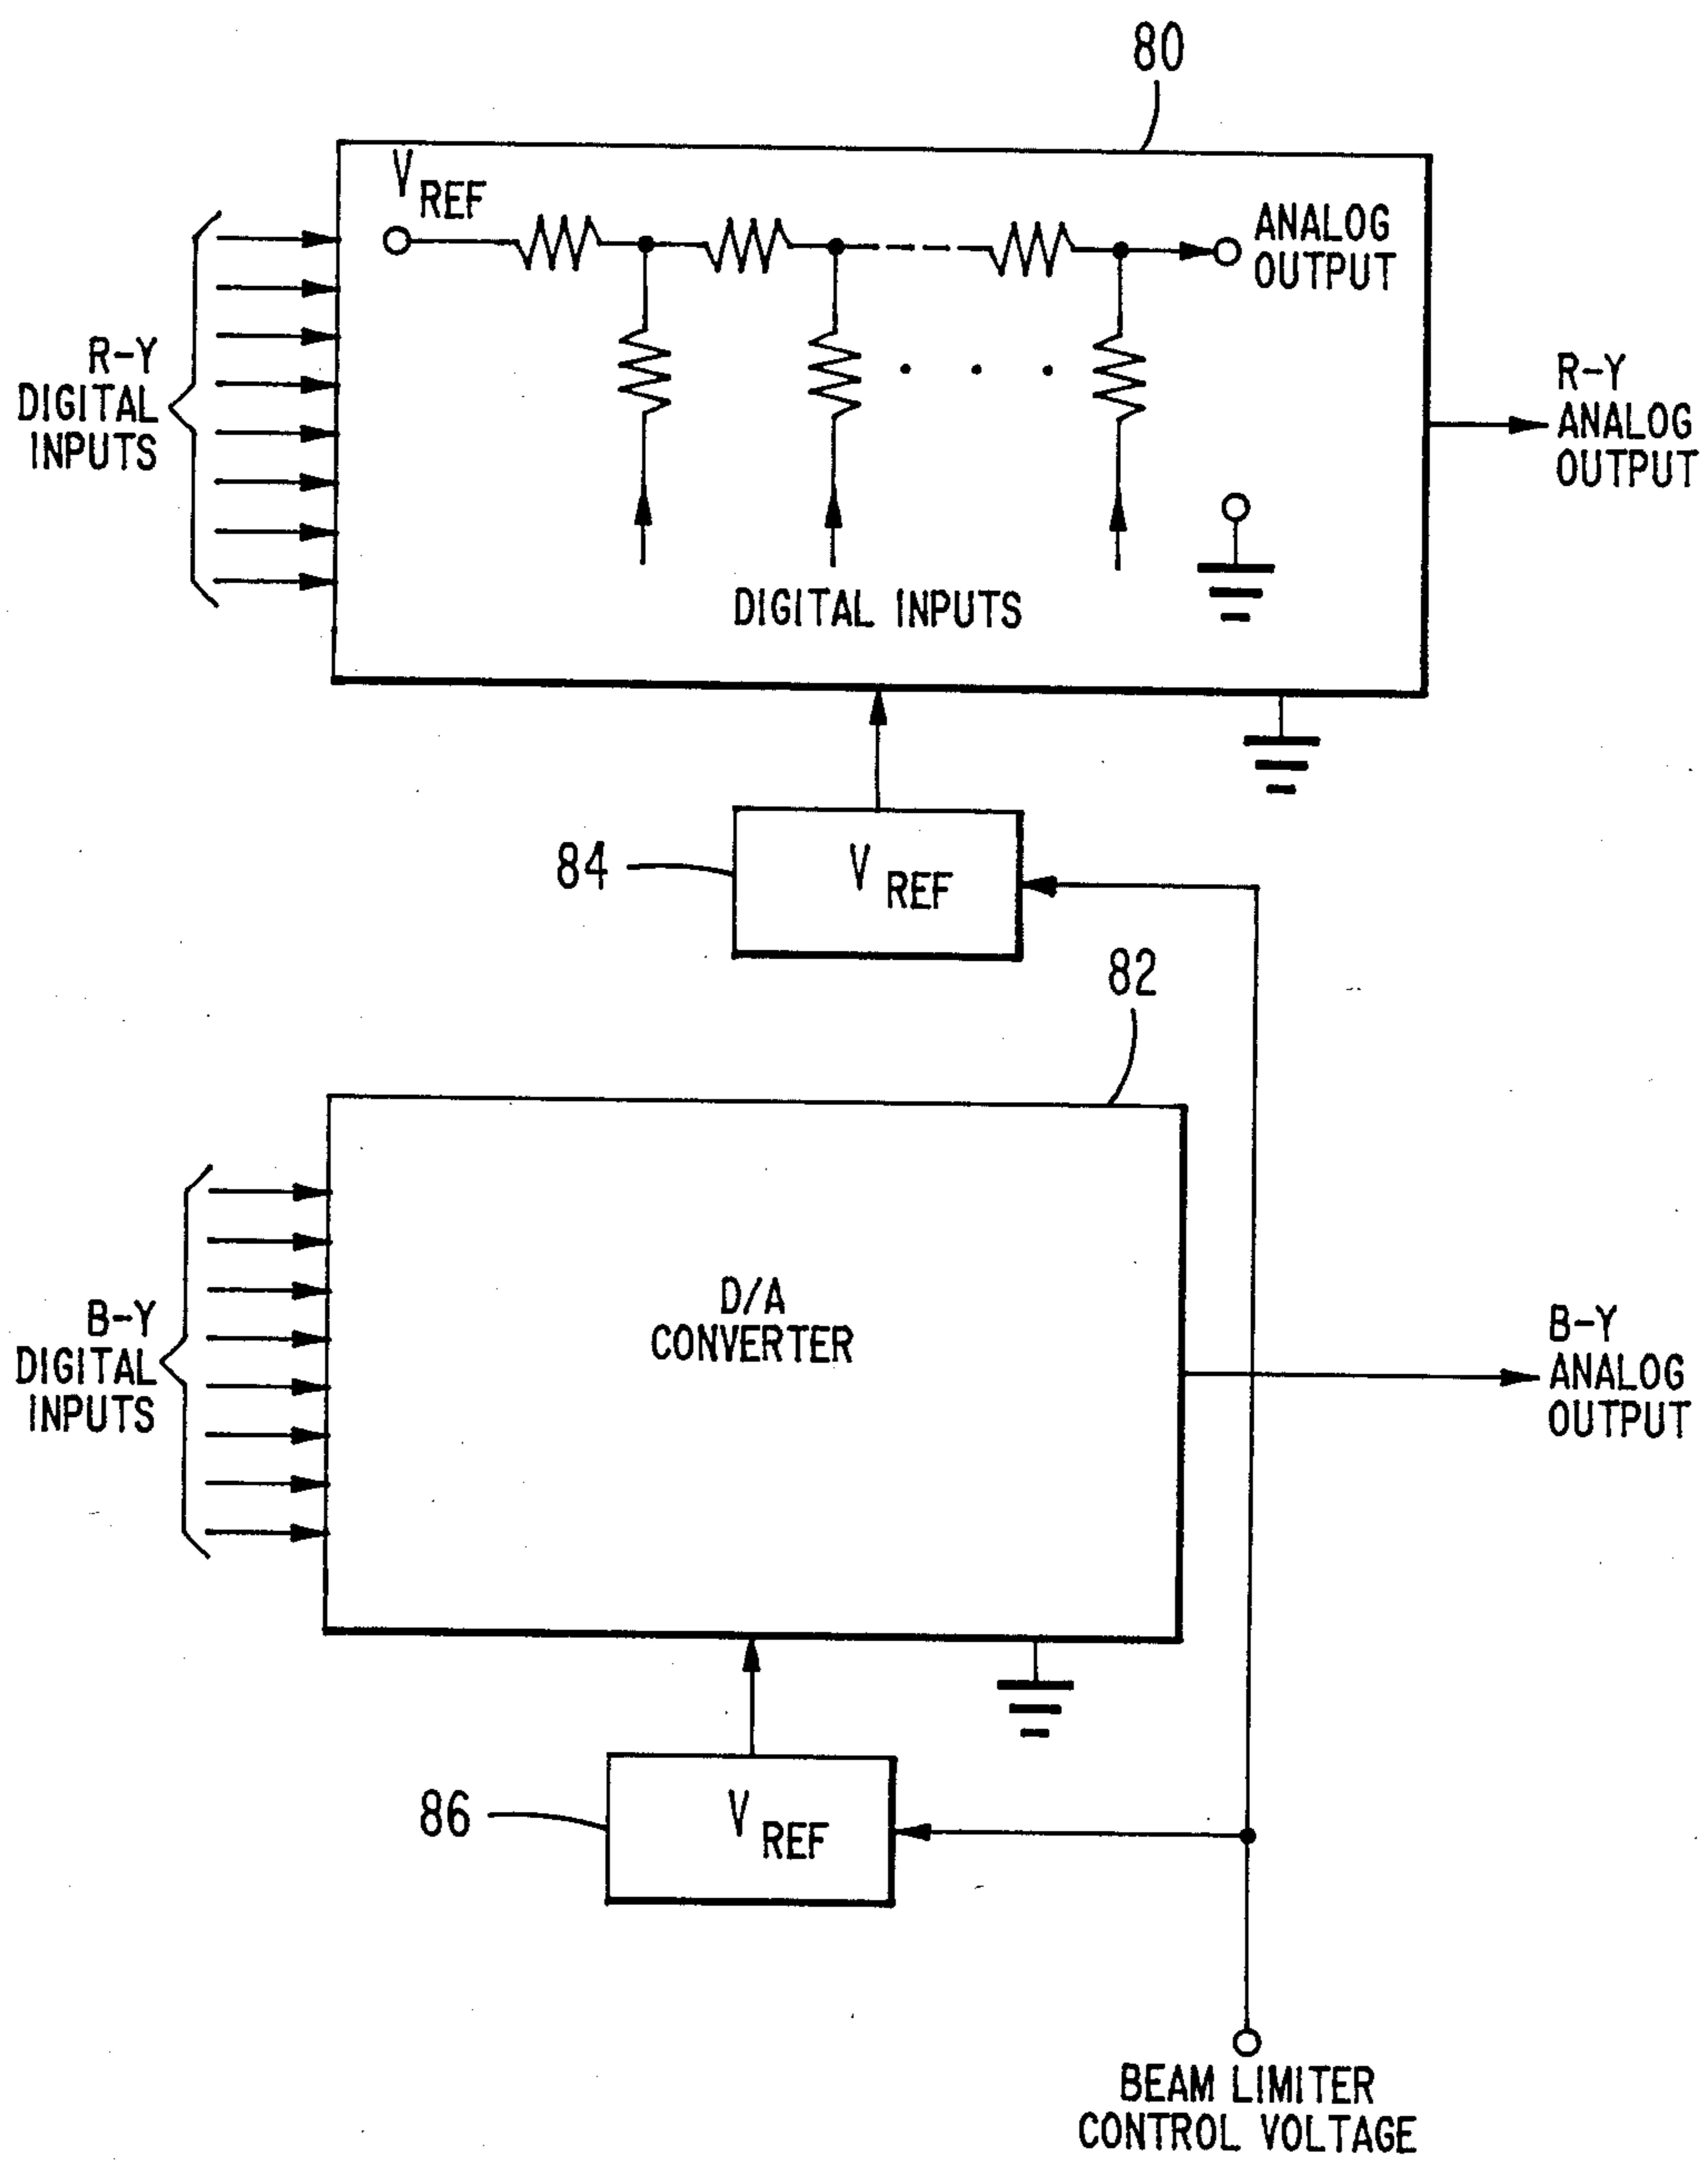 80
V REF
ANALOG
OUTPUT
R-Y
DIGITAL
INPUTS
R-Y
ANALOG
OUTPUT
DIGITAL INPUTS
84
V REF
82
D/A
CONVERTER
B-Y
DIGITAL
INPUTS
B-Y
ANALOG
OUTPUT
86
V REF
BEAM LIMITER
CONTROL VOLTAGE